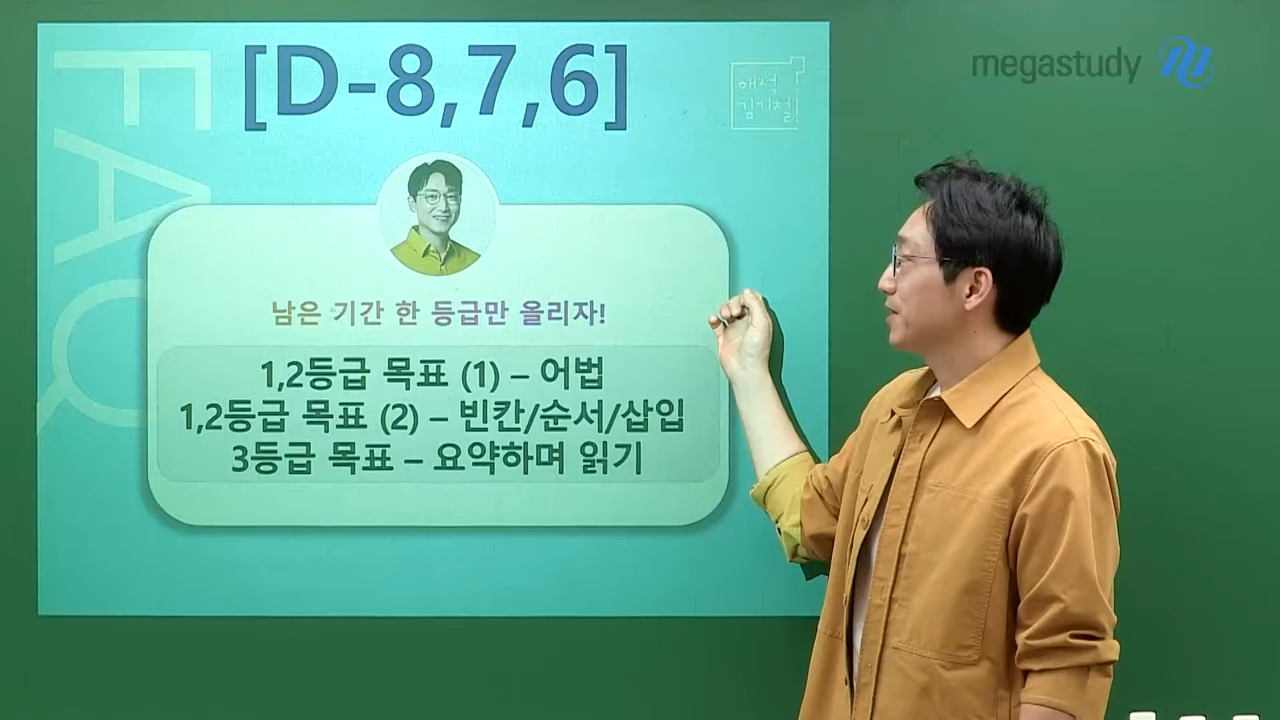 FAQ
[D-8,7,6]
해석
김기철!
megastudy
남은 기간 한 등급만 올리자!
1,2등급 목표 (1) – 어법
1,2등급 목표 (2) – 빈칸/순서/삽입
3등급 목표 – 요약하며 읽기